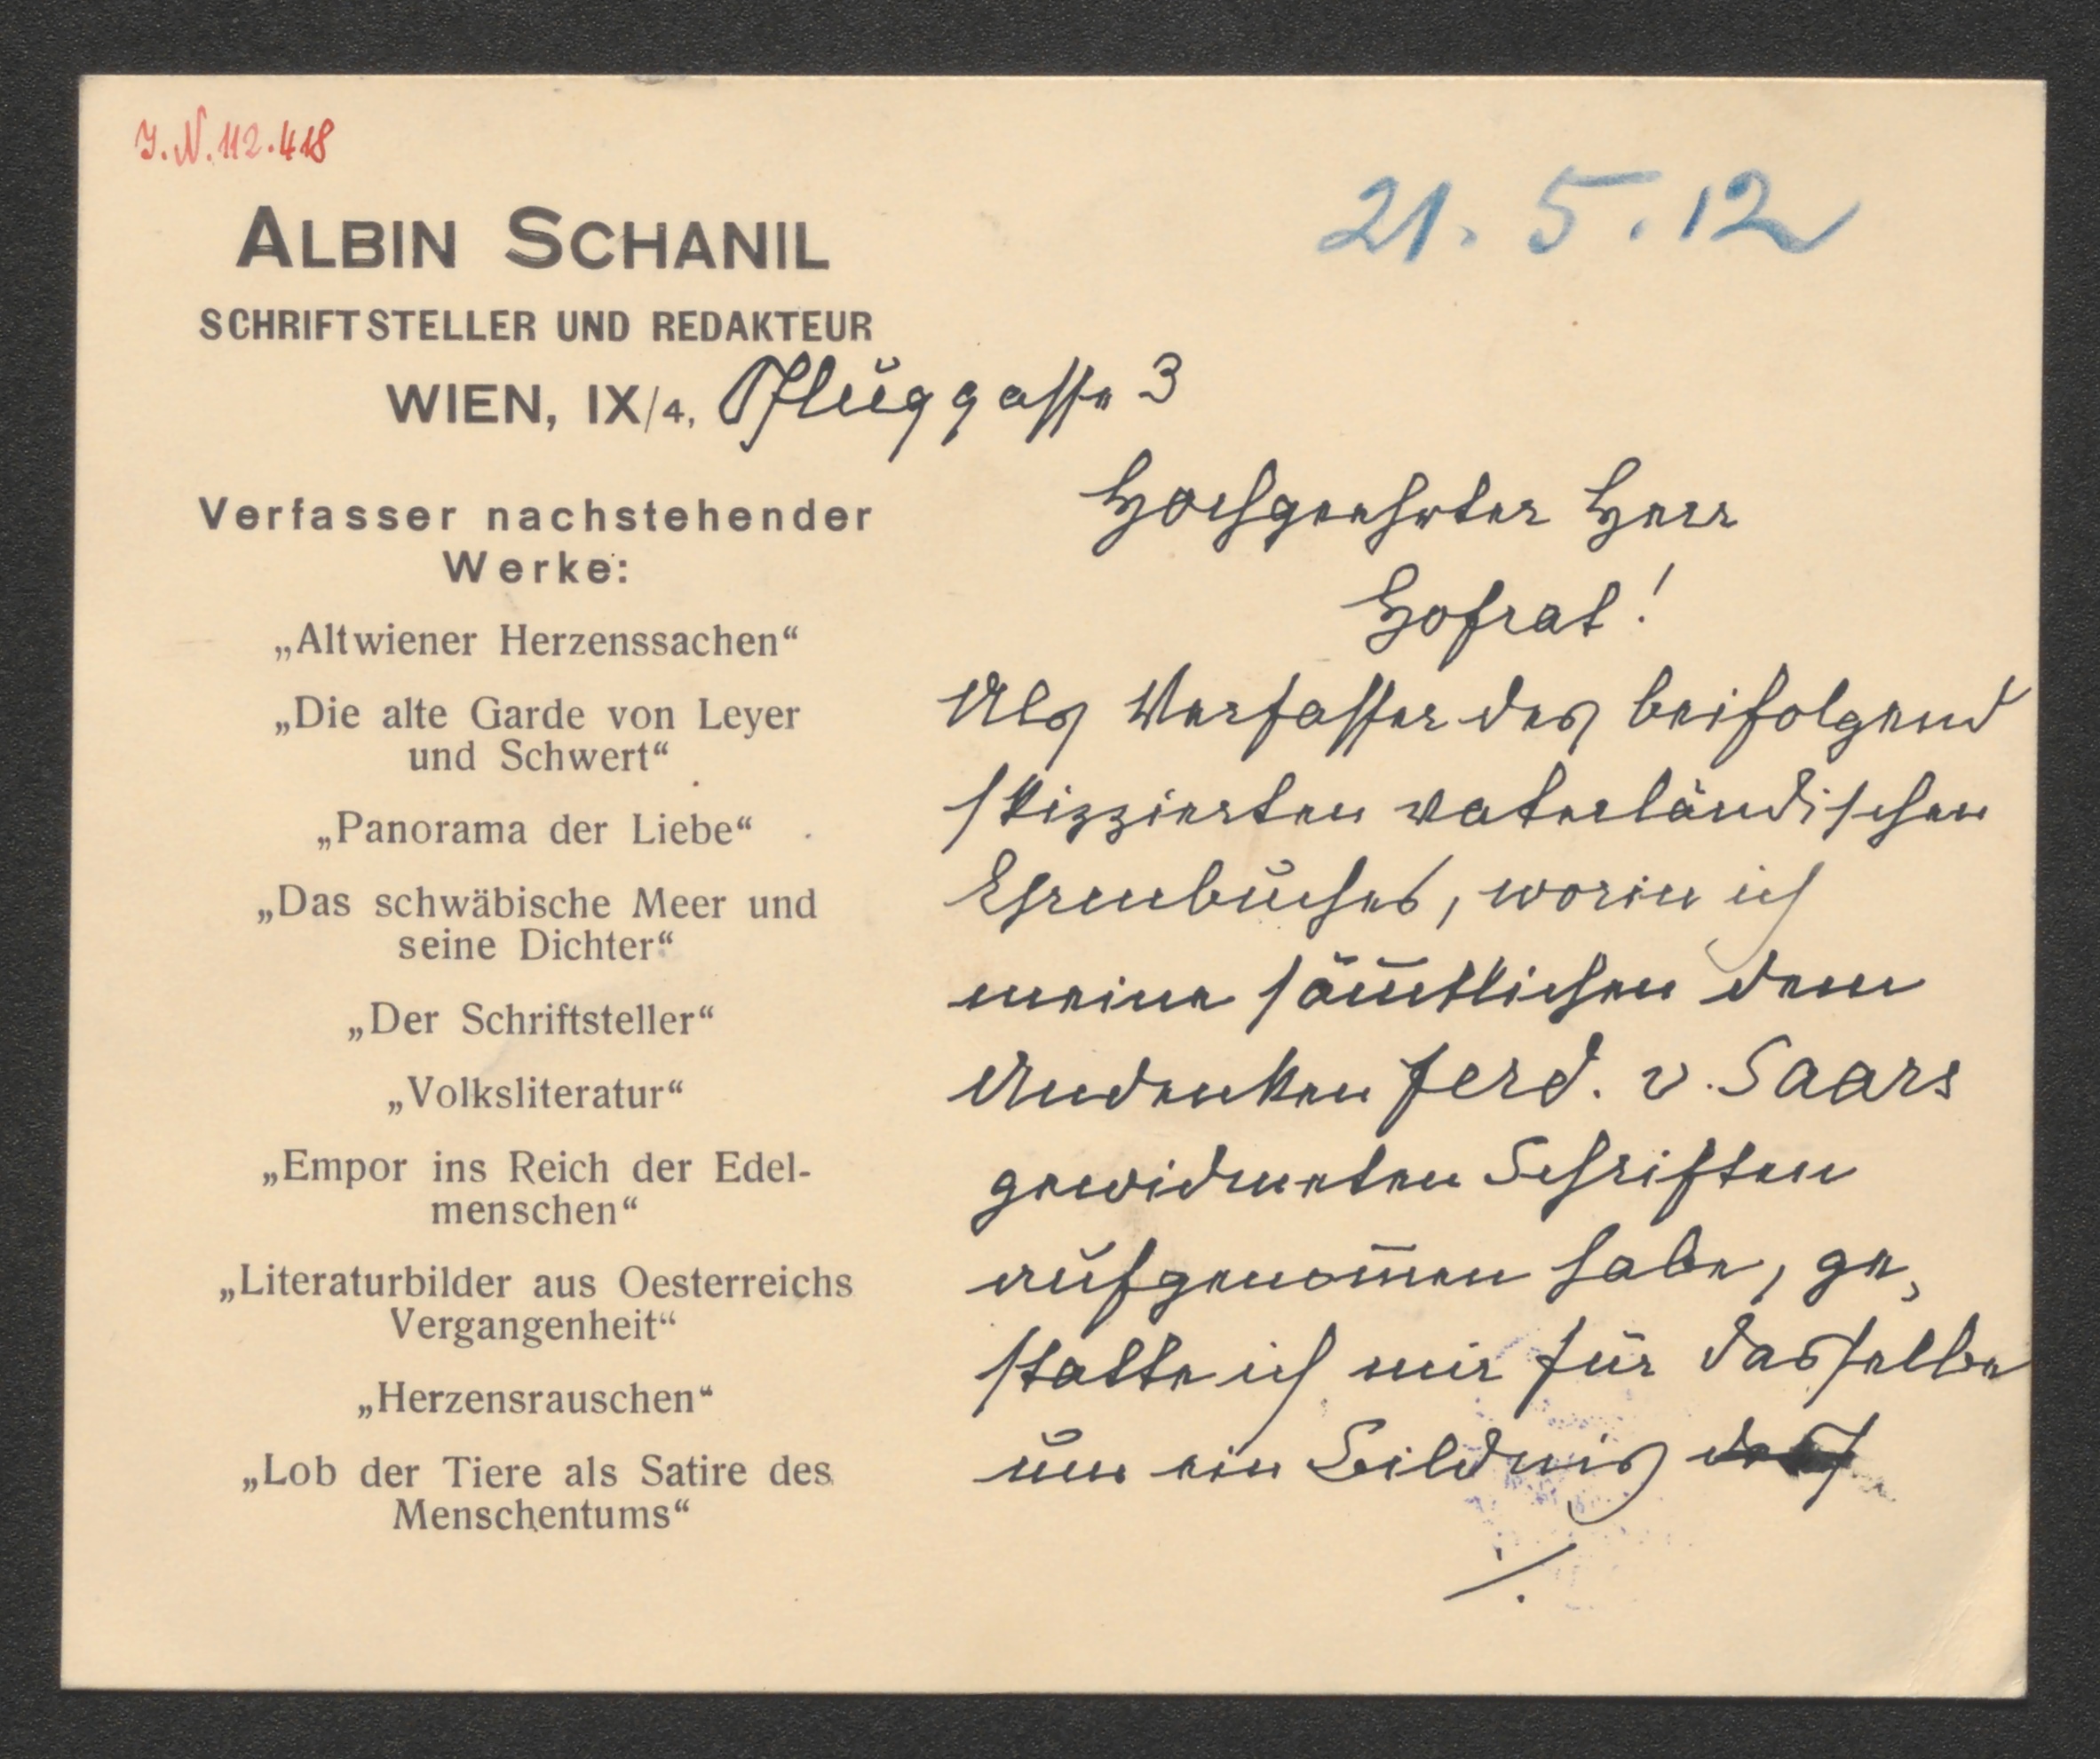 J.N. 112.418
21. 5. 12
ALBIN SCHANIL
SCHRIFTSTELLER UND REDAKTEUR
WIEN, IX/4, Pfluggasse 3
Verfasser nachstehender
Werke:
„Altwiener Herzenssachen“
„Die alte Garde von Leyer
und Schwert“
„Panorama der Liebe“
„Das schwäbische Meer und
seine Dichter“
„Der Schriftsteller“
„Volksliteratur“
„Empor ins Reich der Edel-
menschen“
„Literaturbilder aus Oesterreichs
Vergangenheit“
„Herzensrauschen“
„Lob der Tiere als Satire des
Menschentums“
Hochgeehrter Herr
Hofrat!
Als Verfasser des beifolgend
skizzierten vaterländischen
Ehrenbuches, worin ich
meine säm̅tlichen dem
Andenken Ferd. v. Saars
gewidmeten Schriften
aufgenom̅en habe, ge-
statte ich mir für dasselbe
um ein Bildnis
./.